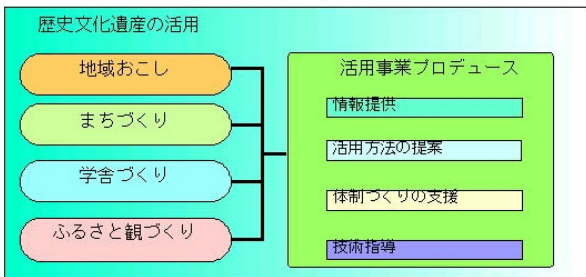 歴史文化遺産の活用
地域おこし
まちづくり
学舎づくり
ふるさと観づくり
活用事業プロデュース
情報提供
活用方法の提案
体制づくりの支援
技術指導